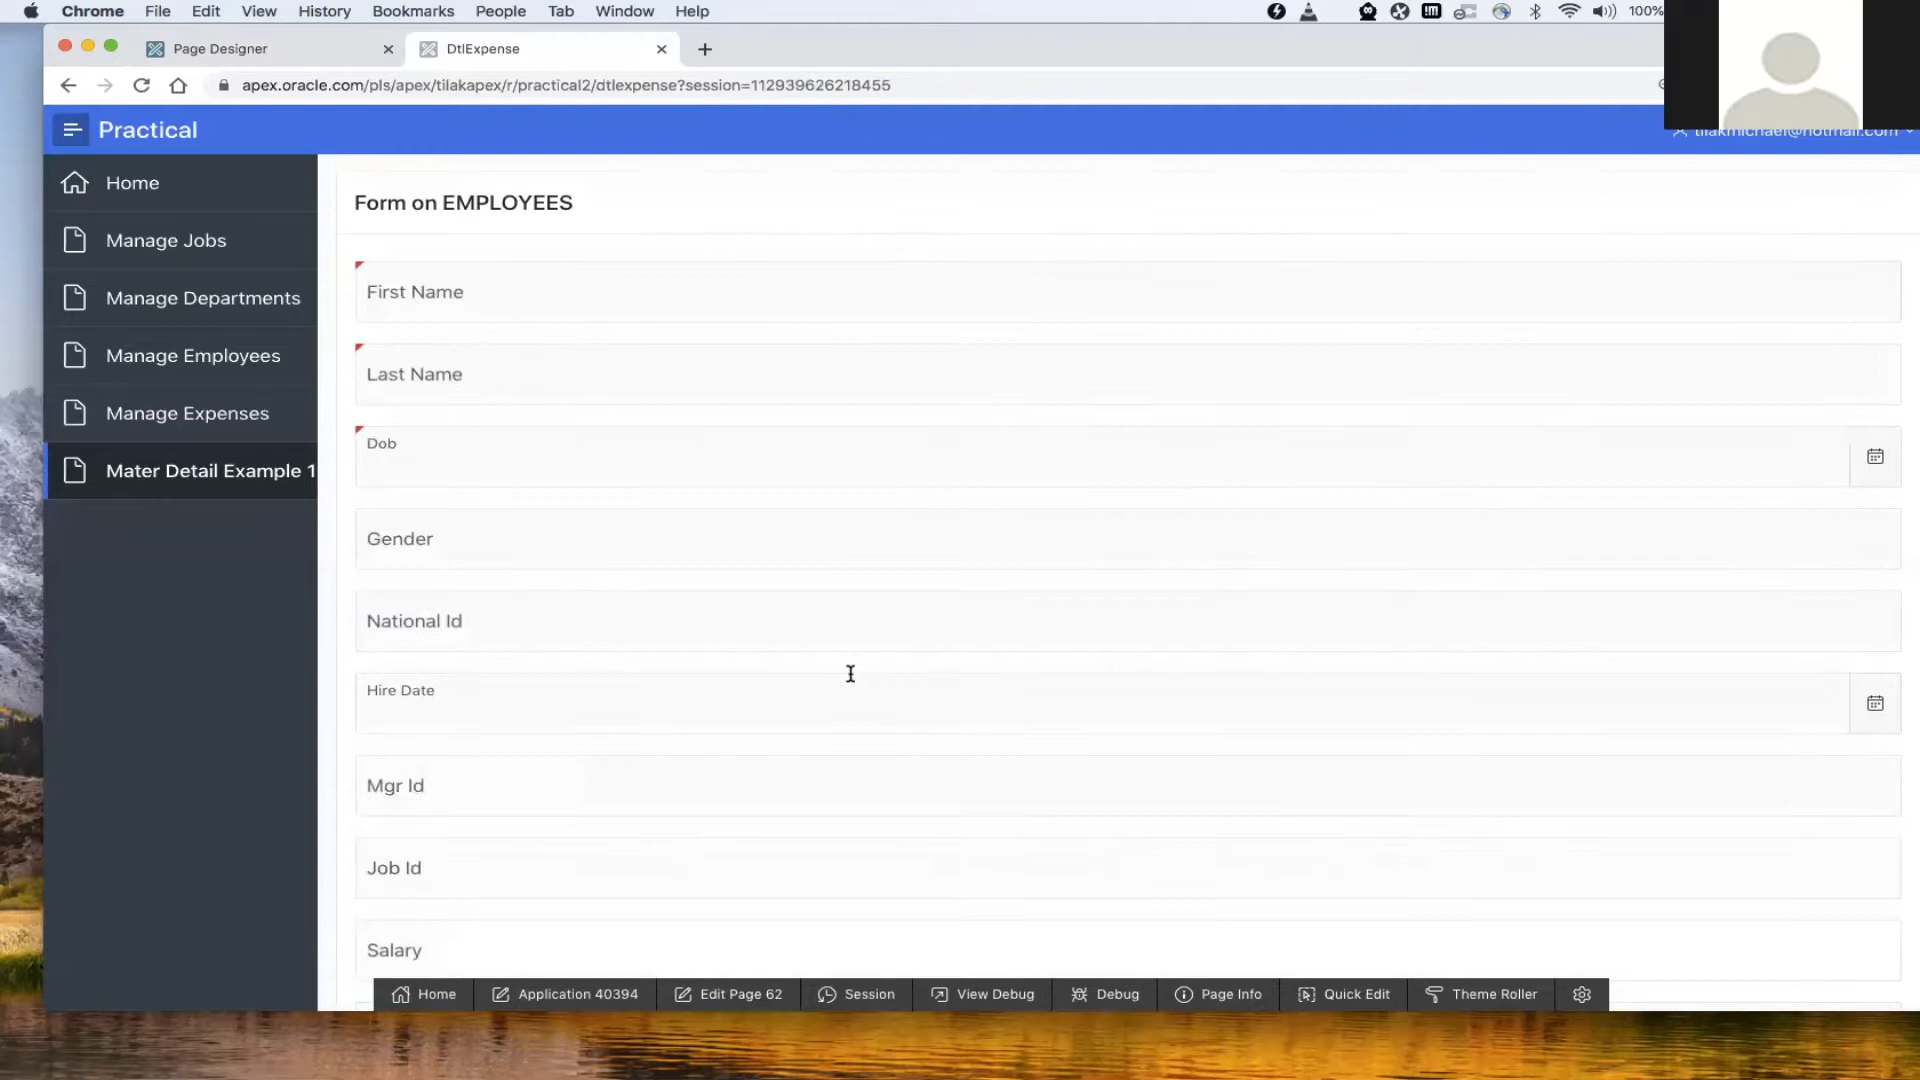 Chrome File Edit View History Bookmarks People Tab Window Help 100%
Page Designer
DtlExpense
apex.oracle.com/pls/apex/tilakapex/r/practical2/dtlexpense?session=112939626218455
Practical
tilakmichael@hotmail.com
Home
Manage Jobs
Manage Departments
Manage Employees
Manage Expenses
Mater Detail Example 1
Form on EMPLOYEES
First Name
Last Name
Dob
Gender
National Id
Hire Date
Mgr Id
Job Id
Salary
Home Application 40394 Edit Page 62 Session View Debug Debug Page Info Quick Edit Theme Roller